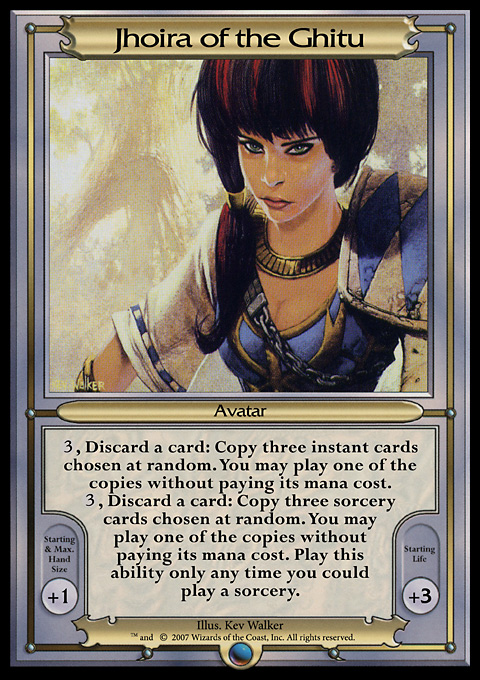 Jhoira of the Ghitu
WALKER
Avatar
3, Discard a card: Copy three instant cards
chosen at random. You may play one of the
copies without paying its mana cost.
3, Discard a card: Copy three sorcery
cards chosen at random. You may
play one of the copies without
paying its mana cost. Play this
ability only any time you could
play a sorcery.
Starting
& Max.
Hand
Size
+1
Starting
Life
+3
Illus. Kev Walker
™ and © 2007 Wizards of the Coast, Inc. All rights reserved.